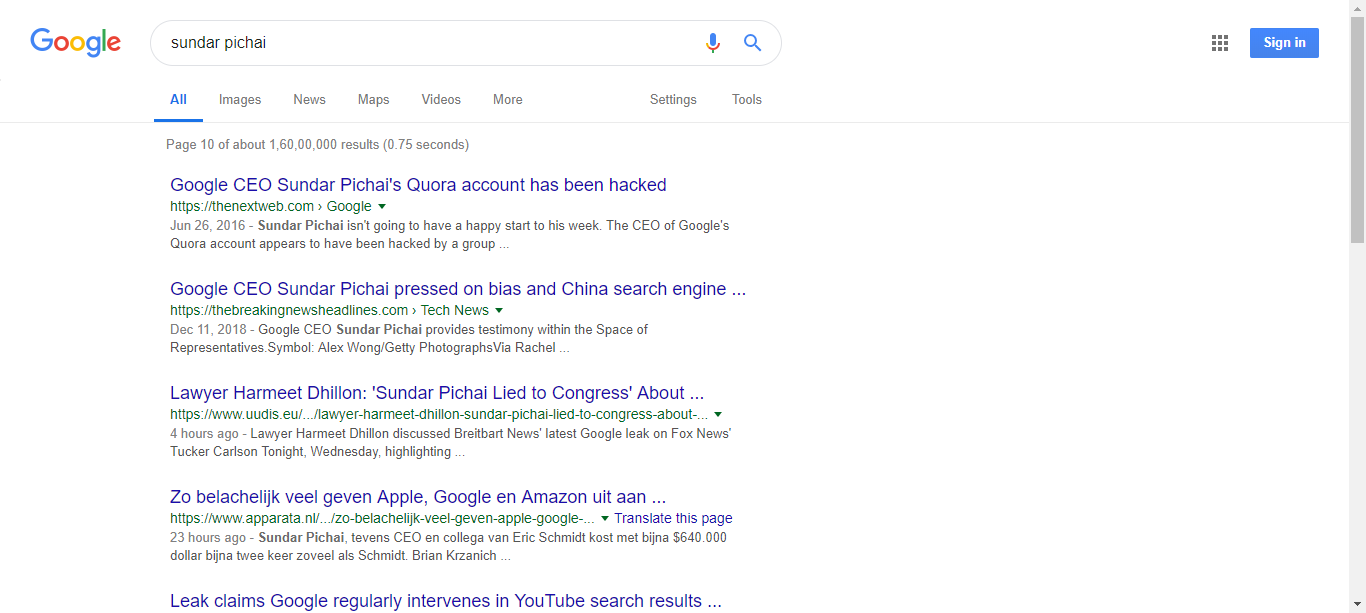 Google
sundar pichai
Sign in
All Images News Maps Videos More Settings Tools
Page 10 of about 1,60,00,000 results (0.75 seconds)
Google CEO Sundar Pichai's Quora account has been hacked
https://thenextweb.com › Google
Jun 26, 2016 - Sundar Pichai isn't going to have a happy start to his week. The CEO of Google's
Quora account appears to have been hacked by a group ...
Google CEO Sundar Pichai pressed on bias and China search engine ...
https://thebreakingnewsheadlines.com › Tech News
Dec 11, 2018 - Google CEO Sundar Pichai provides testimony within the Space of
Representatives.Symbol: Alex Wong/Getty PhotographsVia Rachel ...
Lawyer Harmeet Dhillon: 'Sundar Pichai Lied to Congress' About ...
https://www.uudis.eu/.../lawyer-harmeet-dhillon-sundar-pichai-lied-to-congress-about-...
4 hours ago - Lawyer Harmeet Dhillon discussed Breitbart News' latest Google leak on Fox News'
Tucker Carlson Tonight, Wednesday, highlighting ...
Zo belachelijk veel geven Apple, Google en Amazon uit aan ...
https://www.apparata.nl/.../zo-belachelijk-veel-geven-apple-google-... Translate this page
23 hours ago - Sundar Pichai, tevens CEO en collega van Eric Schmidt kost met bijna $640.000
dollar bijna twee keer zoveel als Schmidt. Brian Krzanich ...
Leak claims Google regularly intervenes in YouTube search results ...